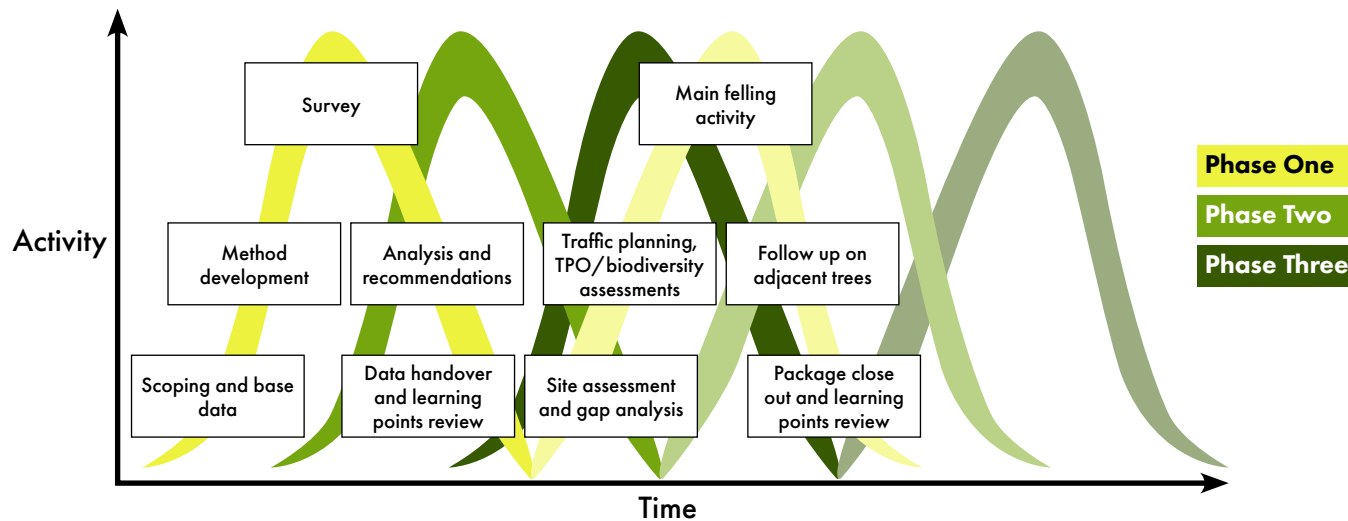 Survey
Main felling
activity
Phase One
Phase Two
Phase Three
Activity
Method
development
Analysis and
recommendations
Traffic planning,
TPO/biodiversity
assessments
Follow up on
adjacent trees
Scoping and base
data
Data handover
and learning
points review
Site assessment
and gap analysis
Package close
out and learning
points review
Time